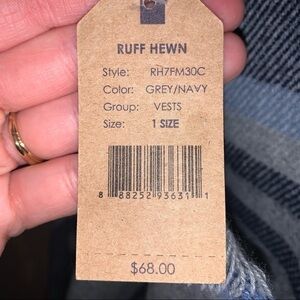 RUFF HEWN
Style: RH7FM30C
Color: GREY/NAVY
Group: VESTS
Size: 1 SIZE
8 88252 93631 1
$68.00